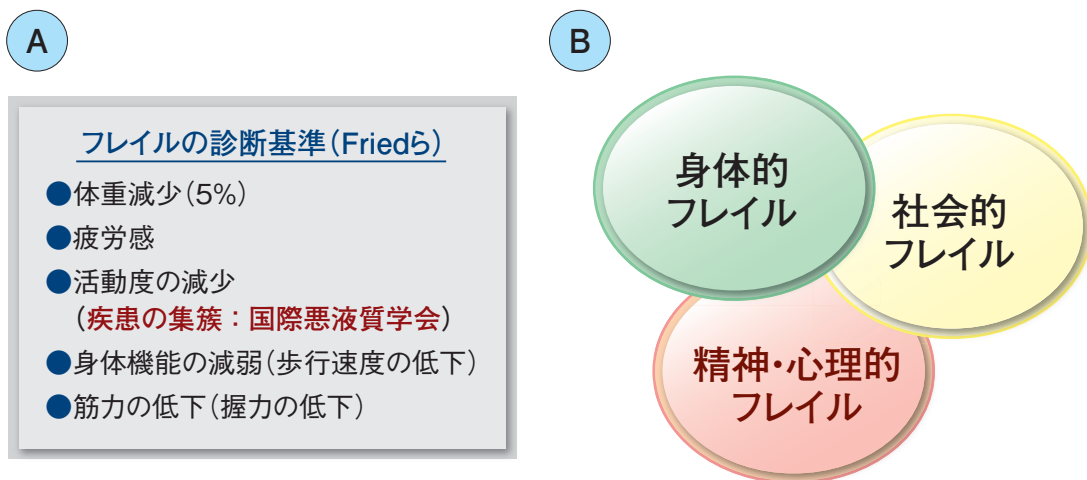 A
フレイルの診断基準(Friedら)
●体重減少(5%)
●疲労感
●活動度の減少
(疾患の集簇:国際悪液質学会)
●身体機能の減弱(歩行速度の低下)
●筋力の低下(握力の低下)
B
身体的
フレイル
社会的
フレイル
精神・心理的
フレイル